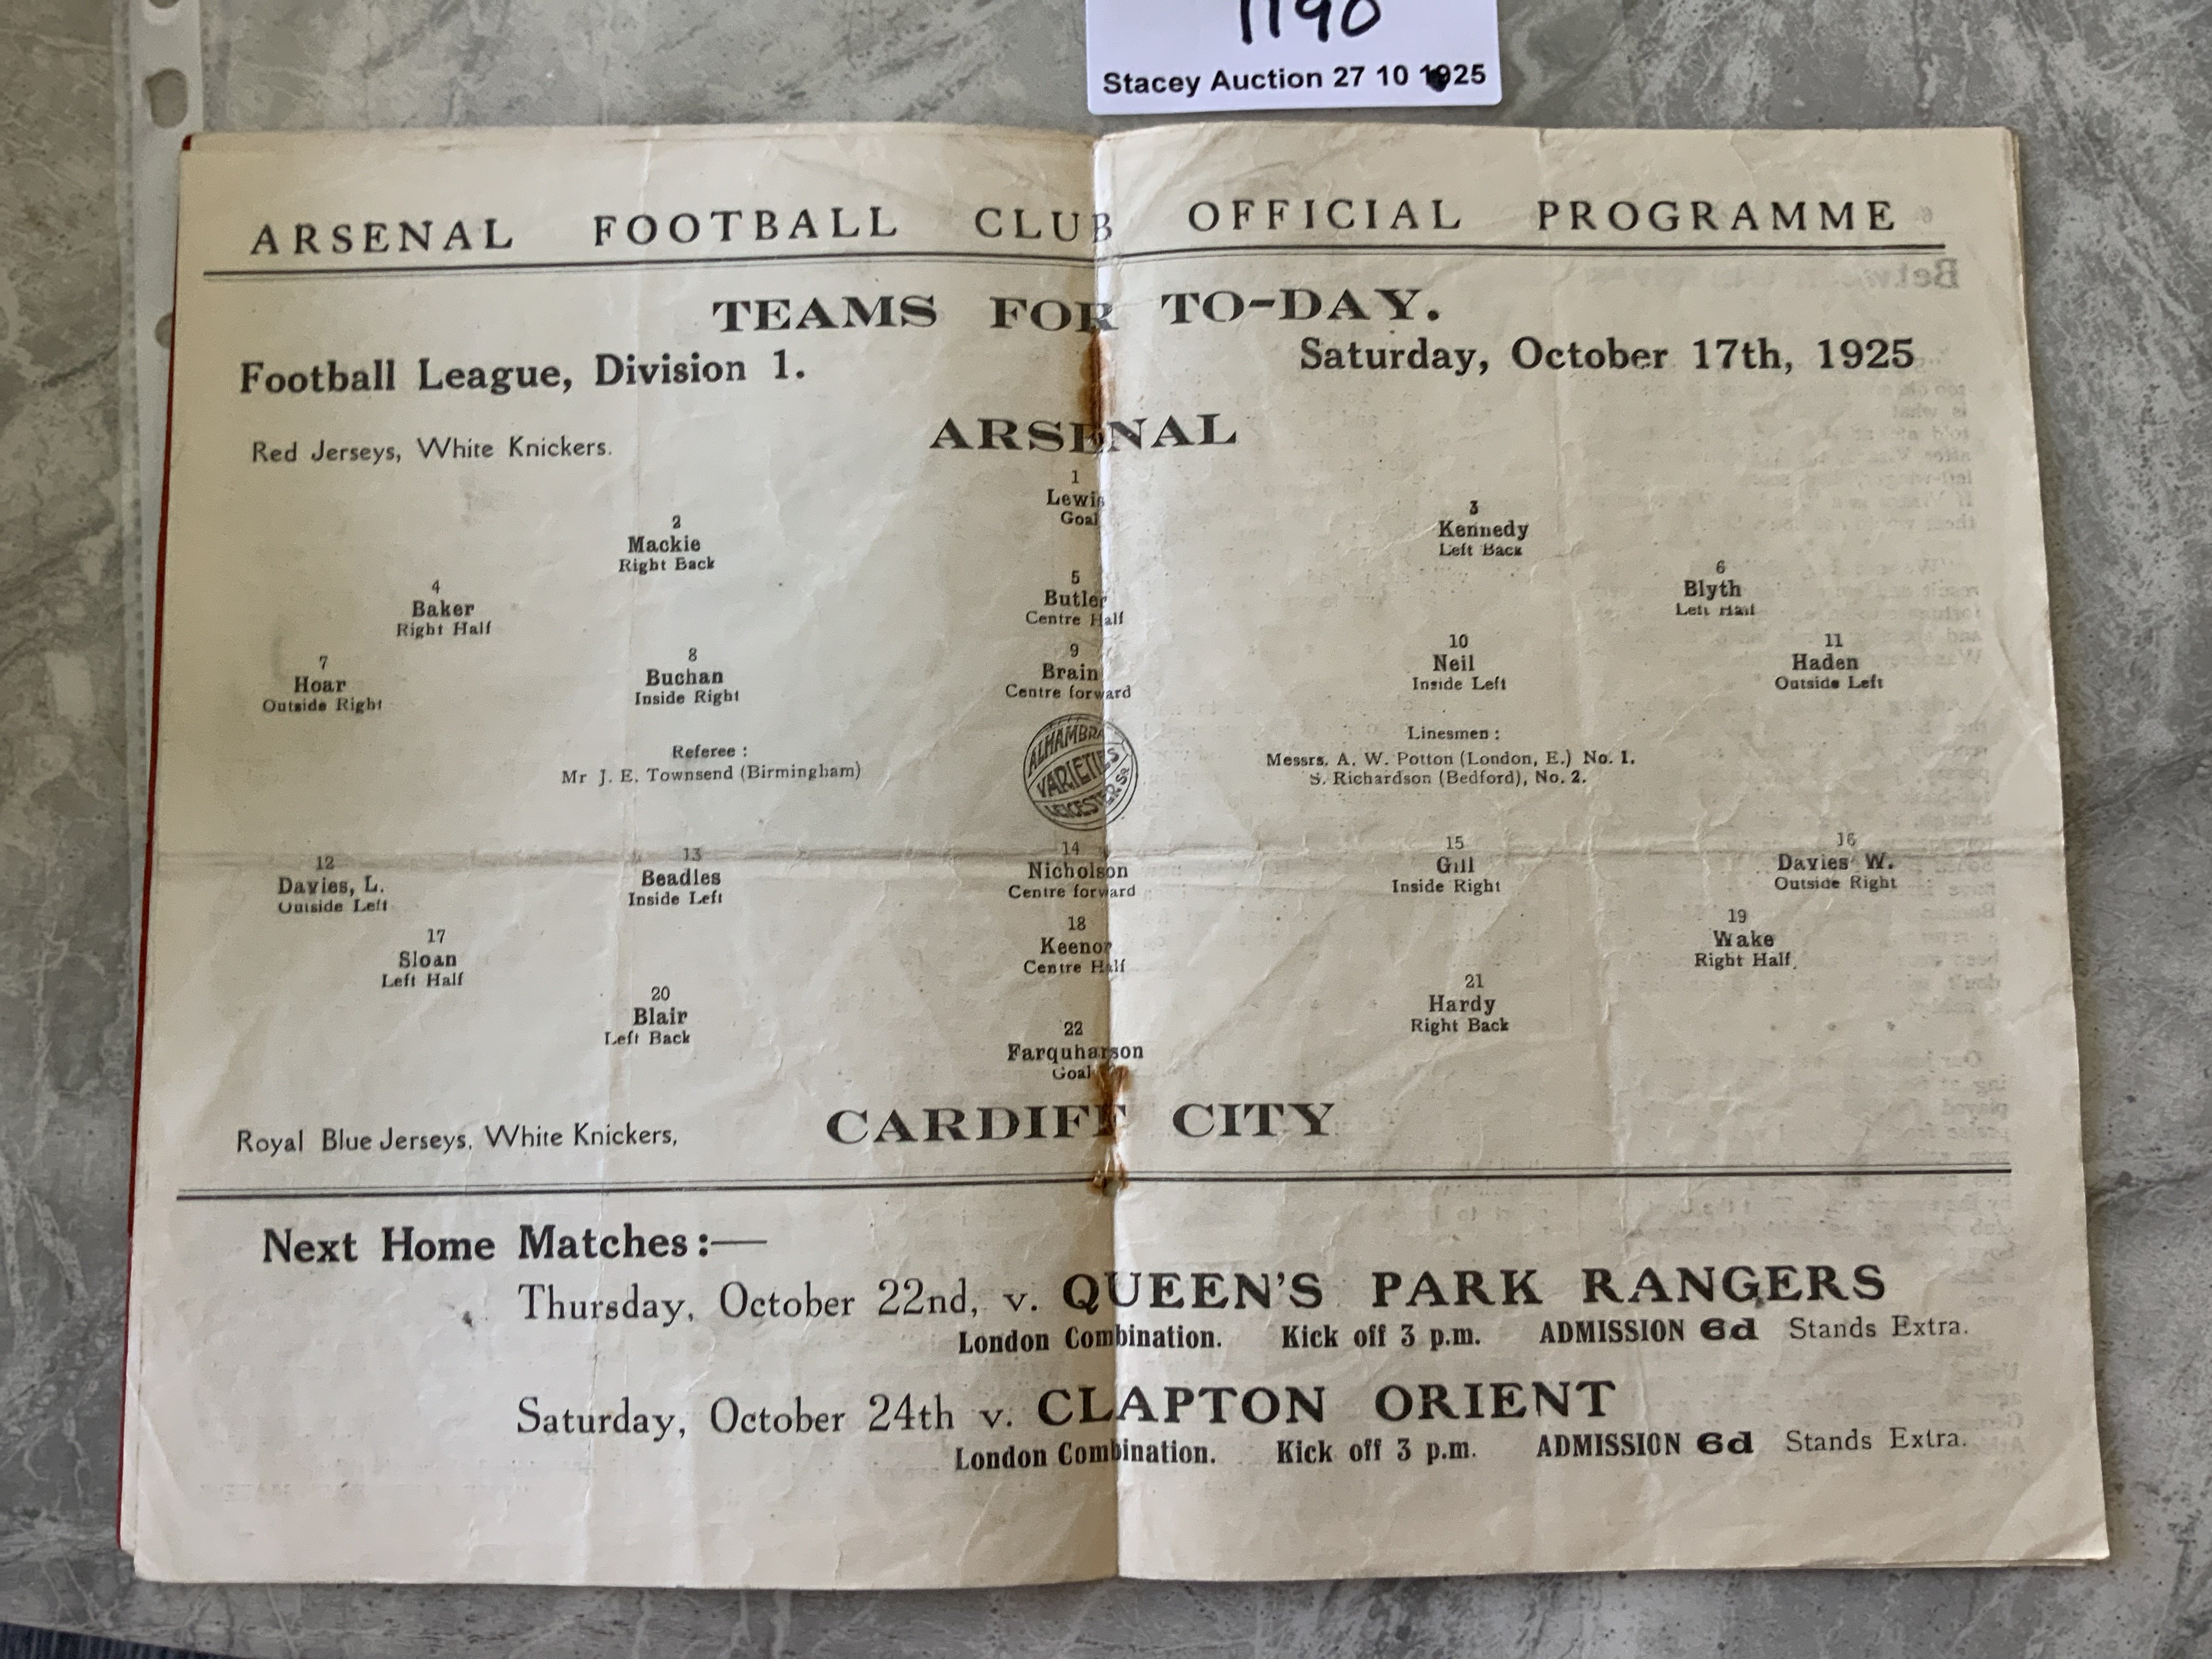 1190
Stacey Auction 27 10 1925
ARSENAL FOOTBALL CLUB OFFICIAL PROGRAMME
TEAMS FOR TO-DAY.
Football League, Division 1. Saturday, October 17th, 1925
ARSENAL
Red Jerseys, White Knickers.
1
Lewis
Goal
2
Mackie
Right Back
3
Kennedy
Left Back
4
Baker
Right Half
5
Butler
Centre Half
6
Blyth
Left Half
7
Hoar
Outside Right
8
Buchan
Inside Right
9
Brain
Centre forward
10
Neil
Inside Left
11
Haden
Outside Left
Referee :
Mr J. E. Townsend (Birmingham)
ALHAMBRA
VARIETIES
LEICESTER SQ
Linesmen :
Messrs. A. W. Potton (London, E.) No. 1.
S. Richardson (Bedford), No. 2.
12
Davies, L.
Outside Left
13
Beadles
Inside Left
14
Nicholson
Centre forward
15
Gill
Inside Right
16
Davies W.
Outside Right
17
Sloan
Left Half
18
Keenor
Centre Half
19
Wake
Right Half
20
Blair
Left Back
21
Hardy
Right Back
22
Farquharson
Goal
Royal Blue Jerseys, White Knickers,
CARDIFF CITY
Next Home Matches :—
Thursday, October 22nd, v. QUEEN'S PARK RANGERS
London Combination. Kick off 3 p.m. ADMISSION 6d Stands Extra.
Saturday, October 24th v. CLAPTON ORIENT
London Combination. Kick off 3 p.m. ADMISSION 6d Stands Extra.